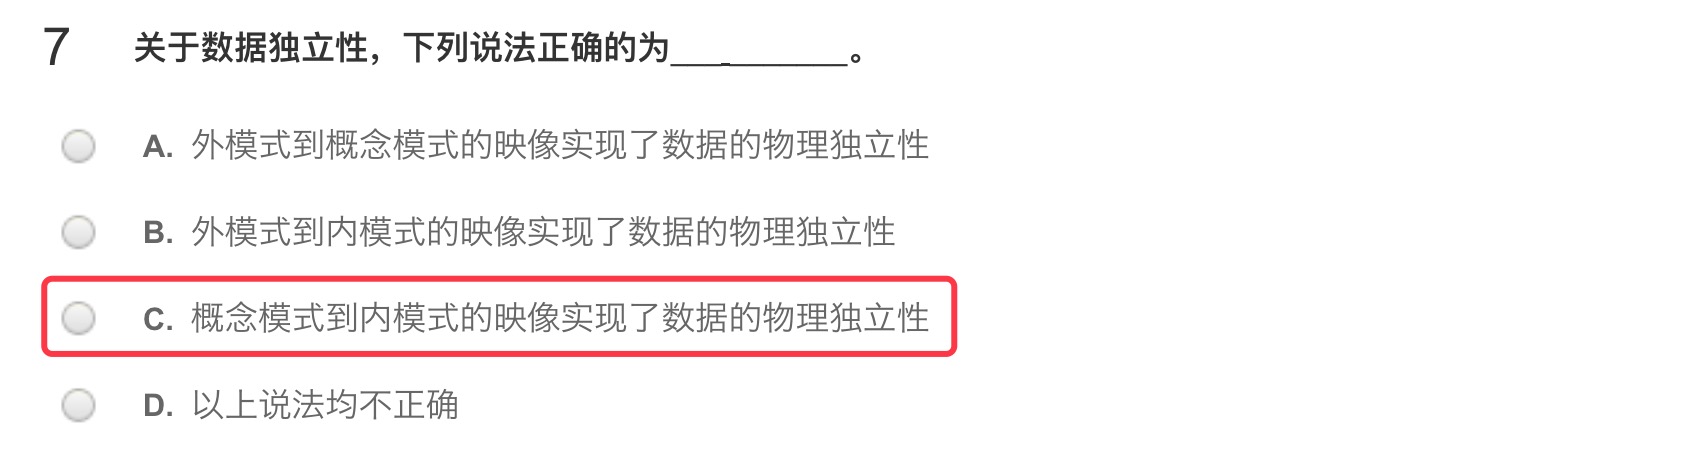 7 关于数据独立性，下列说法正确的为___________。
A. 外模式到概念模式的映像实现了数据的物理独立性
B. 外模式到内模式的映像实现了数据的物理独立性
C. 概念模式到内模式的映像实现了数据的物理独立性
D. 以上说法均不正确